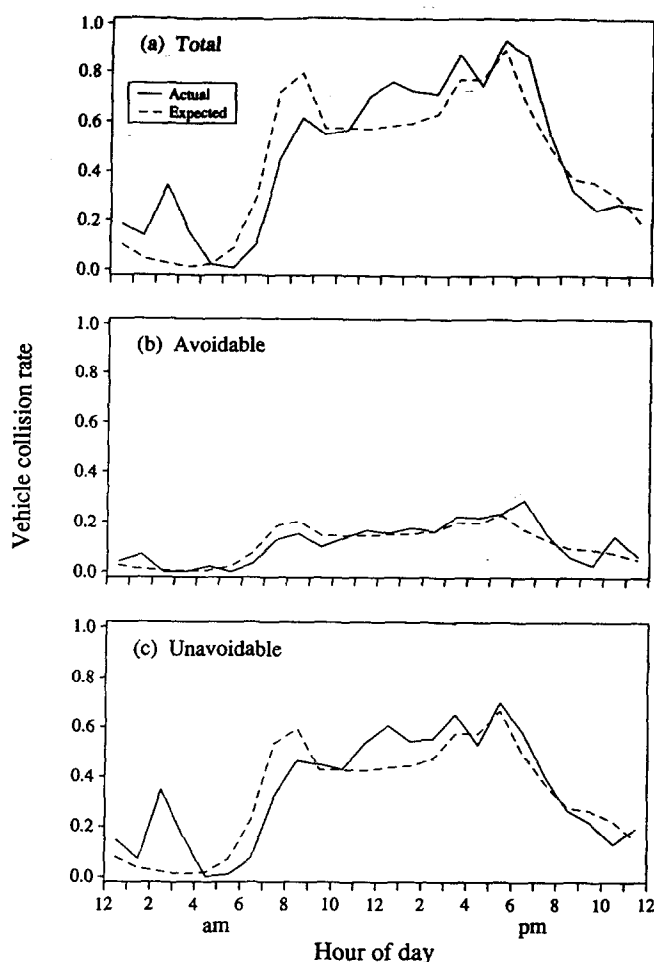 1.0
(a) Total
0.8
Actual
Expected
0.6
0.4
0.2
0.0
1.0
(b) Avoidable
0.8
0.6
0.4
0.2
0.0
Vehicle collision rate
1.0
(c) Unavoidable
0.8
0.6
0.4
0.2
0.0
12 2 4 6 8 10 12 2 4 6 8 10 12
am pm
Hour of day